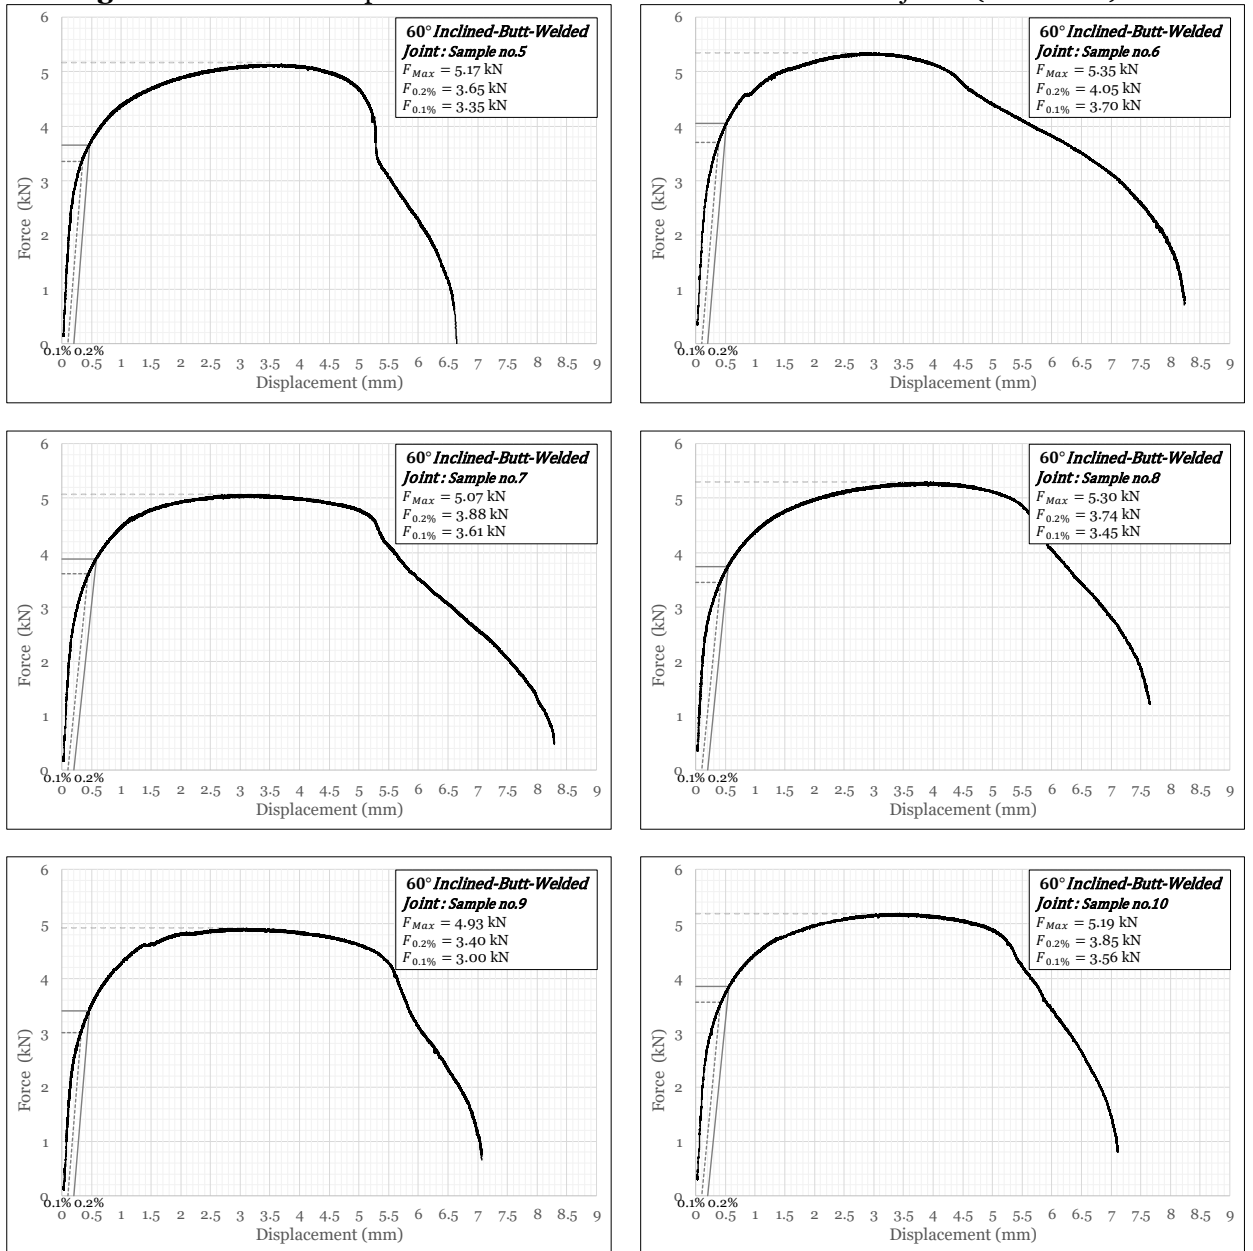 60° Inclined-Butt-Welded
Joint : Sample no.5
F_Max = 5.17 kN
F_0.2% = 3.65 kN
F_0.1% = 3.35 kN
6
5
4
3
2
1
0
Force (kN)
0.1% 0.2%
0 0.5 1 1.5 2 2.5 3 3.5 4 4.5 5 5.5 6 6.5 7 7.5 8 8.5 9
Displacement (mm)
60° Inclined-Butt-Welded
Joint : Sample no.6
F_Max = 5.35 kN
F_0.2% = 4.05 kN
F_0.1% = 3.70 kN
6
5
4
3
2
1
0
Force (kN)
0.1% 0.2%
0 0.5 1 1.5 2 2.5 3 3.5 4 4.5 5 5.5 6 6.5 7 7.5 8 8.5 9
Displacement (mm)
60° Inclined-Butt-Welded
Joint : Sample no.7
F_Max = 5.07 kN
F_0.2% = 3.88 kN
F_0.1% = 3.61 kN
6
5
4
3
2
1
0
Force (kN)
0.1% 0.2%
0 0.5 1 1.5 2 2.5 3 3.5 4 4.5 5 5.5 6 6.5 7 7.5 8 8.5 9
Displacement (mm)
60° Inclined-Butt-Welded
Joint : Sample no.8
F_Max = 5.30 kN
F_0.2% = 3.74 kN
F_0.1% = 3.45 kN
6
5
4
3
2
1
0
Force (kN)
0.1% 0.2%
0 0.5 1 1.5 2 2.5 3 3.5 4 4.5 5 5.5 6 6.5 7 7.5 8 8.5 9
Displacement (mm)
60° Inclined-Butt-Welded
Joint : Sample no.9
F_Max = 4.93 kN
F_0.2% = 3.40 kN
F_0.1% = 3.00 kN
6
5
4
3
2
1
0
Force (kN)
0.1% 0.2%
0 0.5 1 1.5 2 2.5 3 3.5 4 4.5 5 5.5 6 6.5 7 7.5 8 8.5 9
Displacement (mm)
60° Inclined-Butt-Welded
Joint : Sample no.10
F_Max = 5.19 kN
F_0.2% = 3.85 kN
F_0.1% = 3.56 kN
6
5
4
3
2
1
0
Force (kN)
0.1% 0.2%
0 0.5 1 1.5 2 2.5 3 3.5 4 4.5 5 5.5 6 6.5 7 7.5 8 8.5 9
Displacement (mm)